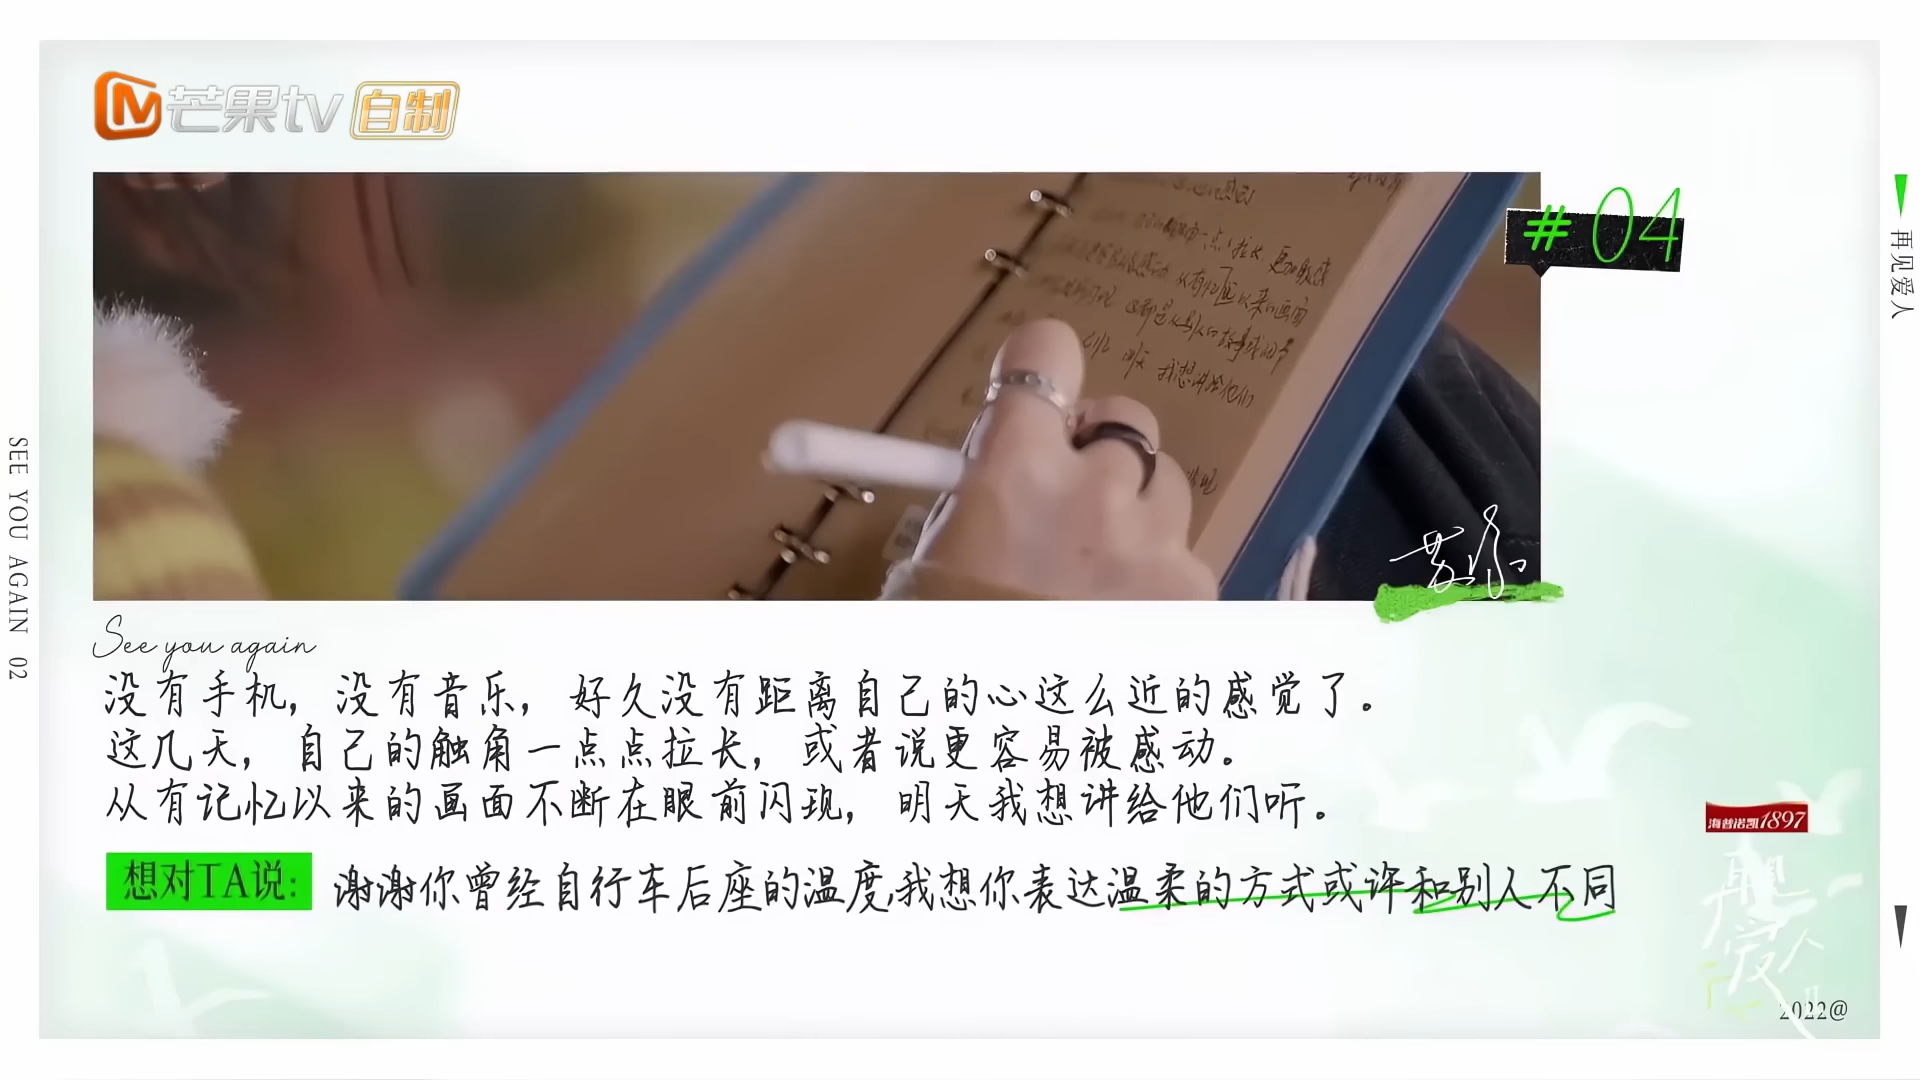 芒果tv 自制
#04
再见爱人
SEE YOU AGAIN 02
苏诗丁
See you again
没有手机，没有音乐，好久没有距离自己的心这么近的感觉了。
这几天，自己的触角一点点拉长，或者说更容易被感动。
从有记忆以来的画面不断在眼前闪现，明天我想讲给他们听。
海普诺凯1897
想对TA说：谢谢你曾经自行车后座的温度,我想你表达温柔的方式或许和别人不同
再见爱人
2022@